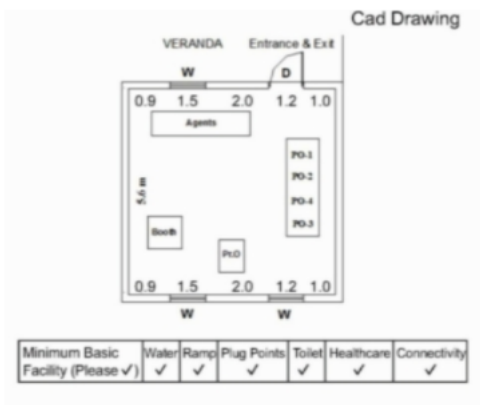 Cad Drawing
VERANDA Entrance & Exit
W D
0.9 1.5 2.0 1.2 1.0
Agents
PO-1
PO-2
5.6 m
PO-4
PO-3
Booth
Pr.O
0.9 1.5 2.0 1.2 1.0
W W
Minimum Basic Facility (Please ✓) Water Ramp Plug Points Toilet Healthcare Connectivity
✓ ✓ ✓ ✓ ✓ ✓